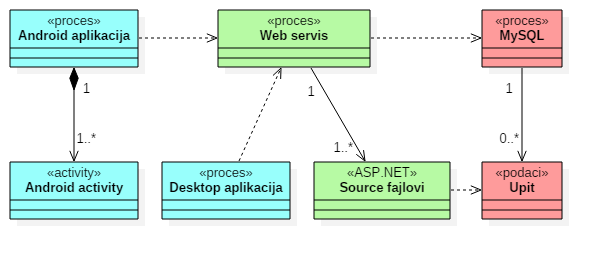 «proces»
Android aplikacija
«proces»
Web servis
«proces»
MySQL
1
1..*
1
1..*
1
0..*
«activity»
Android activity
«proces»
Desktop aplikacija
«ASP.NET»
Source fajlovi
«podaci»
Upit